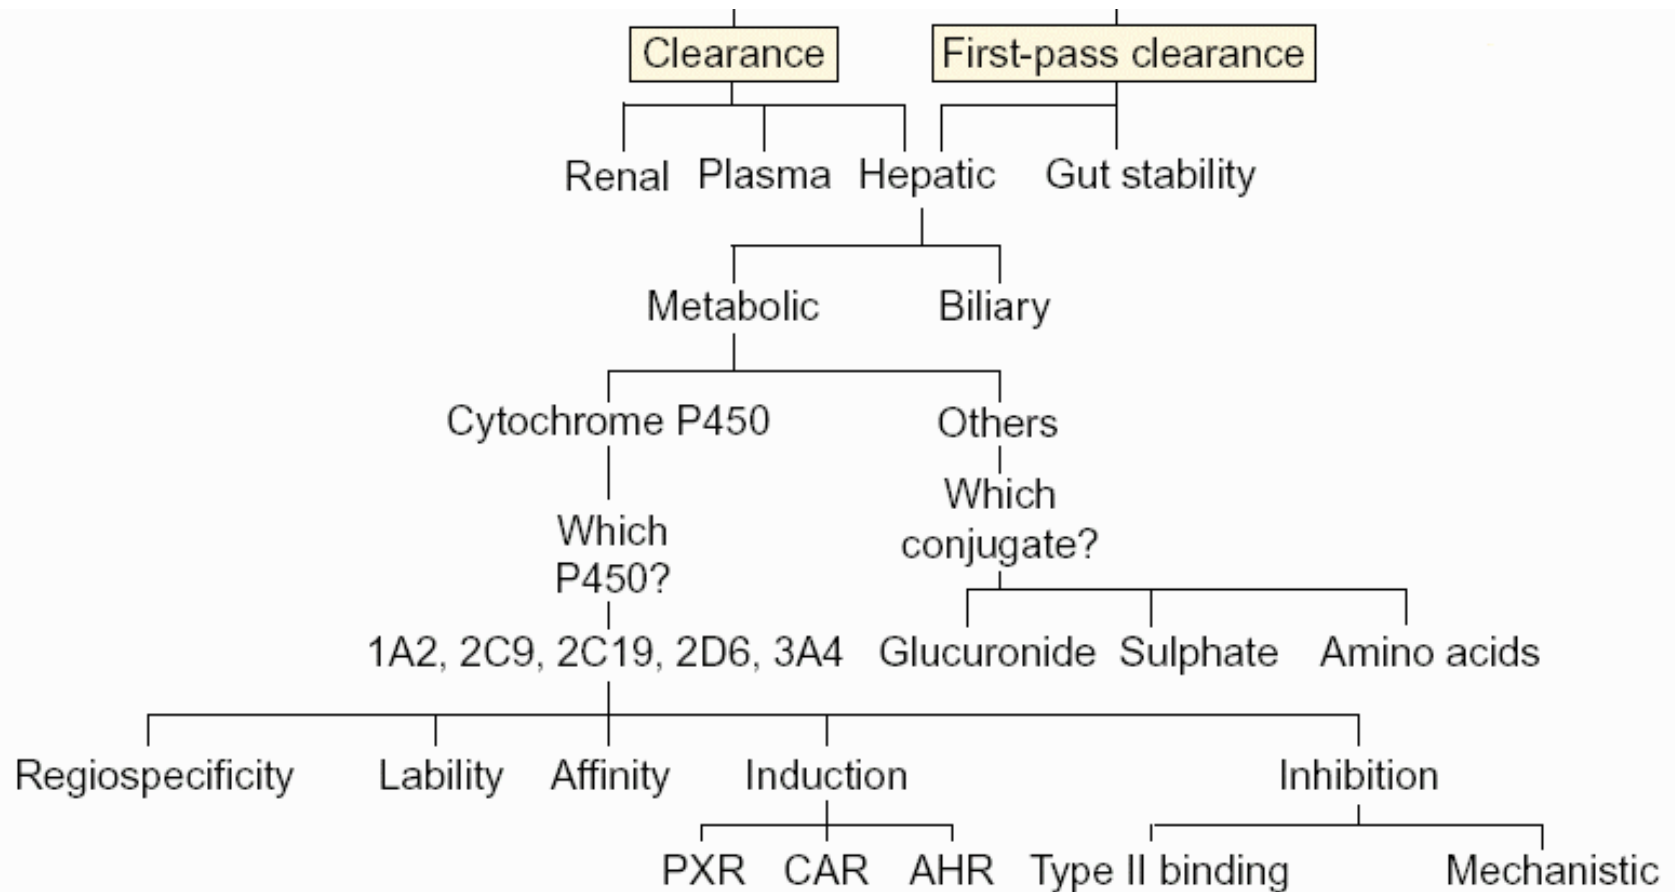 Clearance
First-pass clearance
Renal
Plasma
Hepatic
Gut stability
Metabolic
Biliary
Cytochrome P450
Others
Which
P450?
Which
conjugate?
1A2, 2C9, 2C19, 2D6, 3A4
Glucuronide
Sulphate
Amino acids
Regiospecificity
Lability
Affinity
Induction
Inhibition
PXR
CAR
AHR
Type II binding
Mechanistic